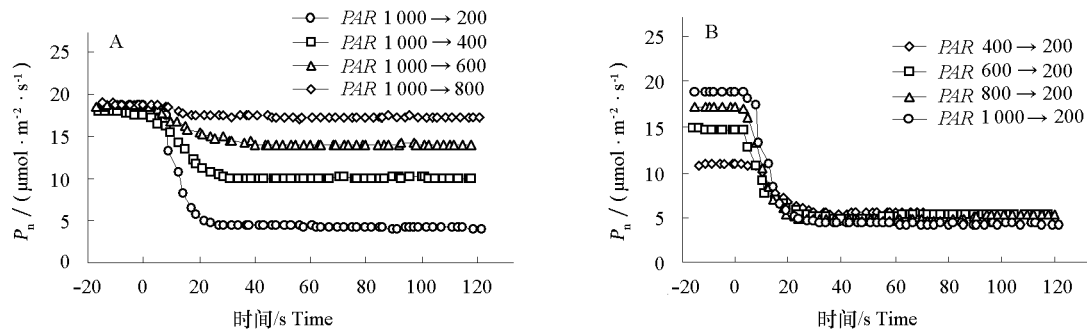 A
PAR 1 000→200
PAR 1 000→400
PAR 1 000→600
PAR 1 000→800
25
20
15
10
5
0
Pn / (μmol · m-2 · s-1)
-20 0 20 40 60 80 100 120
时间/s Time
B
PAR 400→200
PAR 600→200
PAR 800→200
PAR 1 000→200
25
20
15
10
5
0
Pn / (μmol · m-2 · s-1)
-20 0 20 40 60 80 100 120
时间/s Time